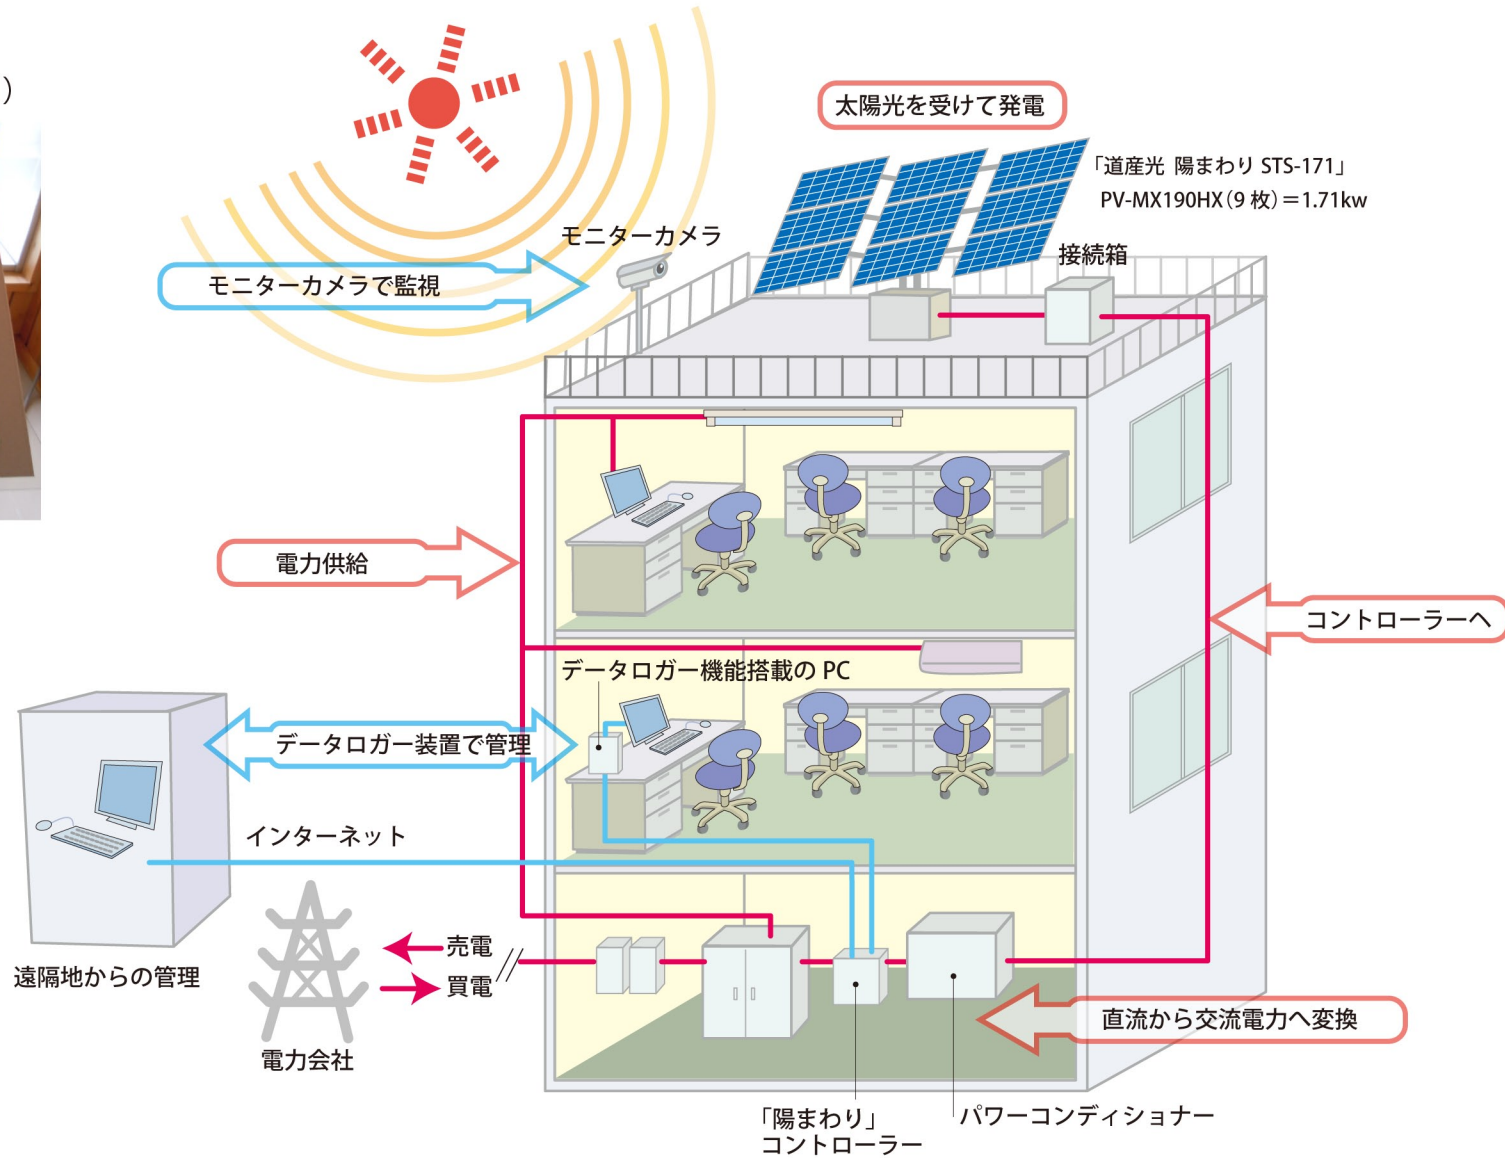 ）
太陽光を受けて発電
「道産光 陽まわり STS-171」
PV-MX190HX（9 枚）＝1.71kw
モニターカメラ
接続箱
モニターカメラで監視
電力供給
コントローラーへ
データロガー機能搭載の PC
データロガー装置で管理
インターネット
売電
買電
遠隔地からの管理
電力会社
直流から交流電力へ変換
「陽まわり」
コントローラー
パワーコンディショナー